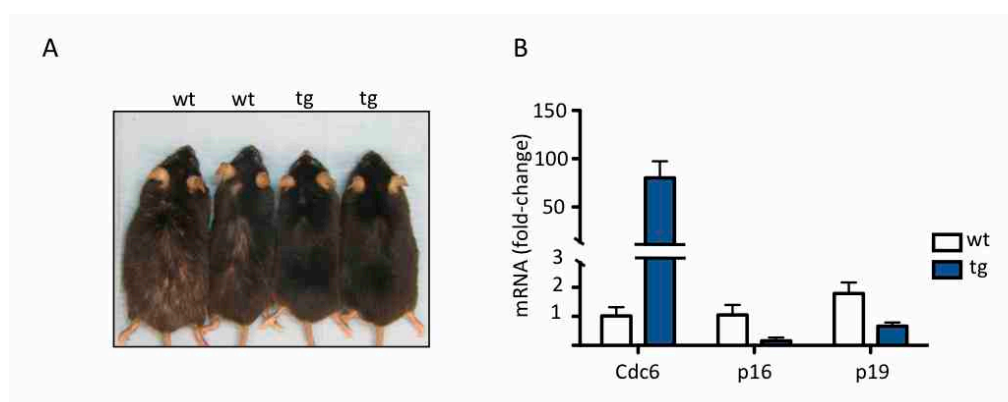 A
wt wt tg tg
B
mRNA (fold-change)
150
100
50
3
2
1
Cdc6 p16 p19
wt
tg